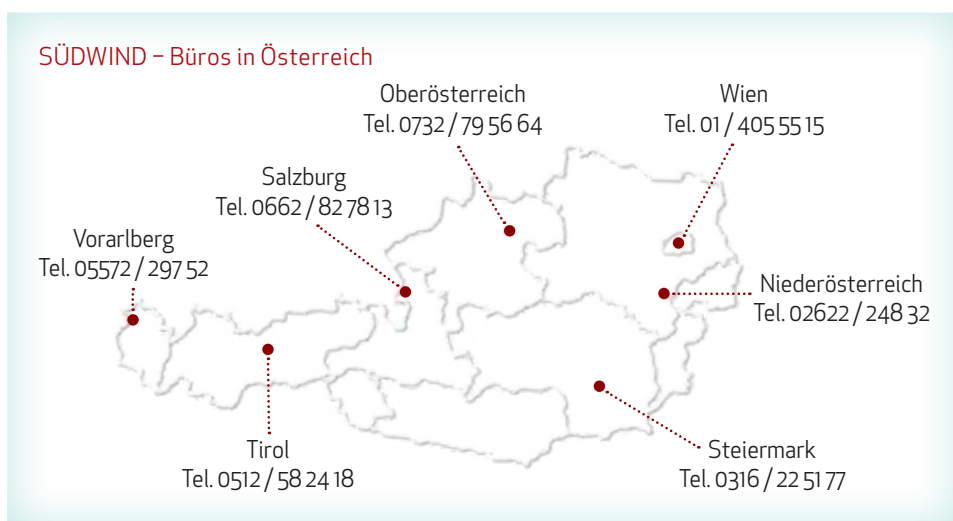 SÜDWIND – Büros in Österreich
Oberösterreich
Tel. 0732 / 79 56 64
Wien
Tel. 01 / 405 55 15
Salzburg
Tel. 0662 / 82 78 13
Vorarlberg
Tel. 05572 / 297 52
Niederösterreich
Tel. 02622 / 248 32
Tirol
Tel. 0512 / 58 24 18
Steiermark
Tel. 0316 / 22 51 77